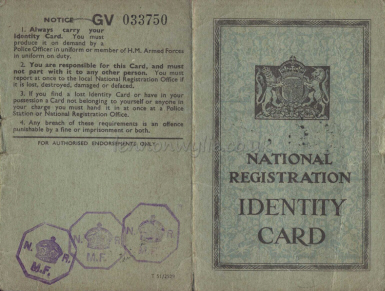 NOTICE GV 033750
1. Always carry your
Identity Card. You must
produce it on demand by a
Police Officer in uniform or member of H.M. Armed Forces
in uniform on duty.
2. You are responsible for this Card, and must
not part with it to any other person. You must
report at once to the local National Registration Office if
it is lost, destroyed, damaged or defaced.
3. If you find a lost Identity Card or have in your
possession a Card not belonging to yourself or anyone in
your charge you must hand it in at once at a Police
Station or National Registration Office.
4. Any breach of these requirements is an offence
punishable by a fine or imprisonment or both.
FOR AUTHORISED ENDORSEMENTS ONLY
N. R.
M.F.
N. R.
M.F.
N. R.
M.F.
NATIONAL
REGISTRATION
IDENTITY
CARD